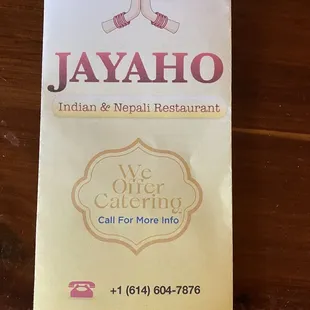 JAYAHO
Indian & Nepali Restaurant
We
Offer
Catering
Call For More Info
+1 (614) 604-7876